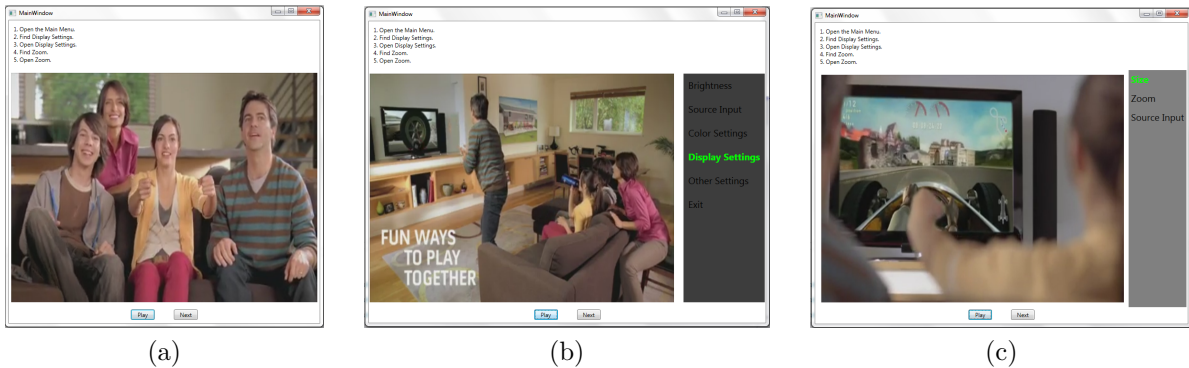 MainWindow
1. Open the Main Menu.
2. Find Display Settings.
3. Open Display Settings.
4. Find Zoom.
5. Open Zoom.
Play Next
(a)
MainWindow
1. Open the Main Menu.
2. Find Display Settings.
3. Open Display Settings.
4. Find Zoom.
5. Open Zoom.
Brightness
Source Input
Color Settings
Display Settings
Other Settings
Exit
FUN WAYS
TO PLAY
TOGETHER
Play Next
(b)
MainWindow
1. Open the Main Menu.
2. Find Display Settings.
3. Open Display Settings.
4. Find Zoom.
5. Open Zoom.
Size
Zoom
Source Input
Play Next
(c)